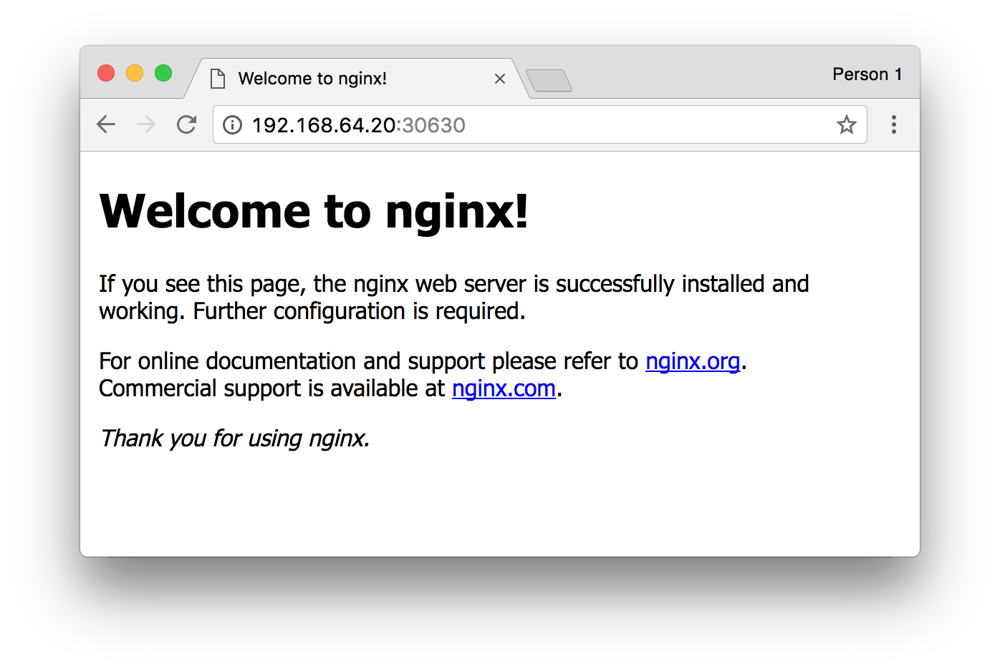 Welcome to nginx!
Person 1
192.168.64.20:30630
Welcome to nginx!
If you see this page, the nginx web server is successfully installed and
working. Further configuration is required.
For online documentation and support please refer to nginx.org.
Commercial support is available at nginx.com.
Thank you for using nginx.